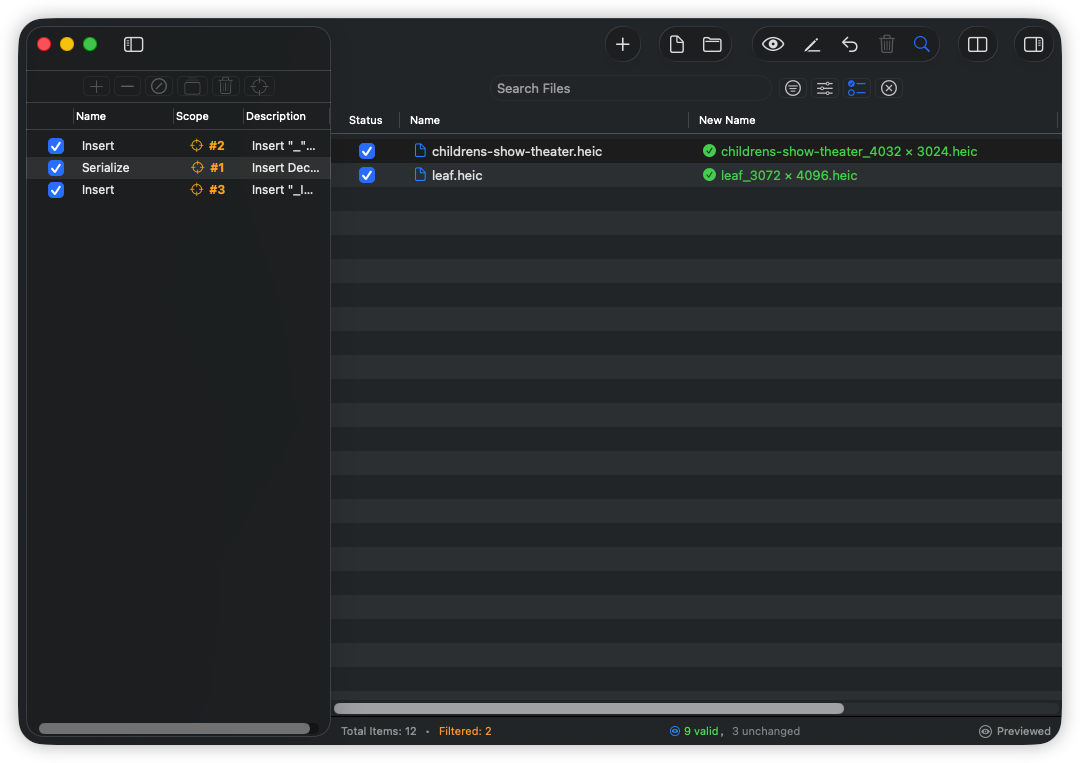 Search Files
Name Scope Description
Insert #2 Insert "_"...
Serialize #1 Insert Dec...
Insert #3 Insert "_I...
Status Name New Name
childrens-show-theater.heic childrens-show-theater_4032 × 3024.heic
leaf.heic leaf_3072 × 4096.heic
Total Items: 12 • Filtered: 2 9 valid, 3 unchanged Previewed